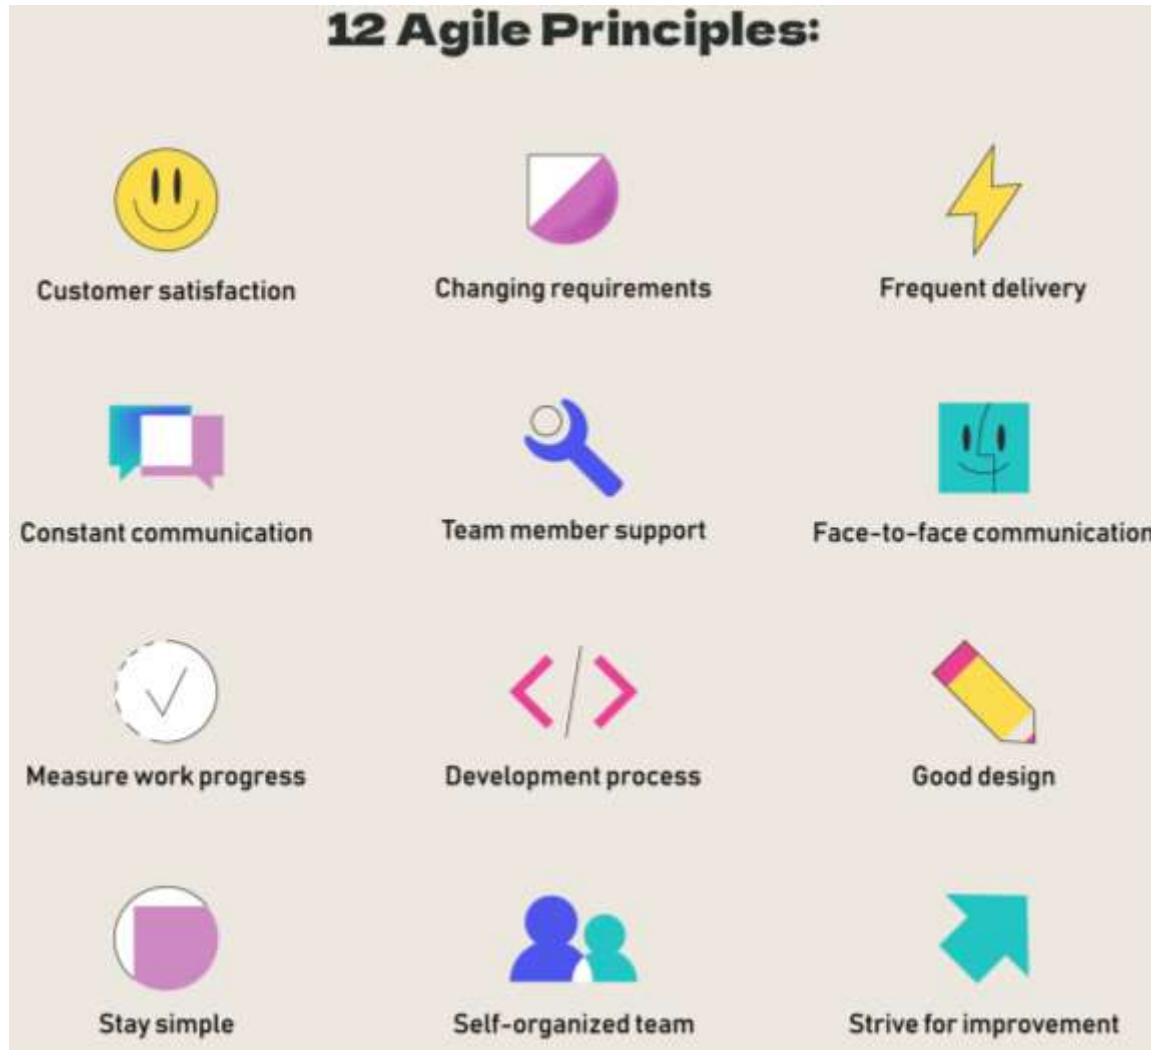 12 Agile Principles:
Customer satisfaction
Changing requirements
Frequent delivery
Constant communication
Team member support
Face-to-face communication
Measure work progress
Development process
Good design
Stay simple
Self-organized team
Strive for improvement